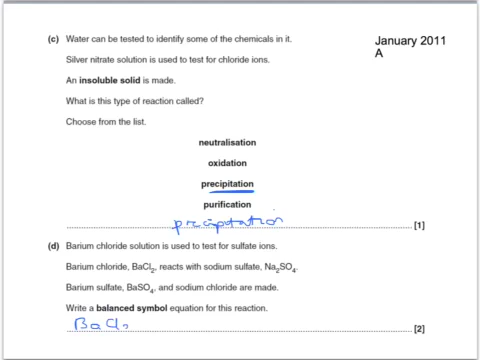 (c) Water can be tested to identify some of the chemicals in it.
January 2011
A
Silver nitrate solution is used to test for chloride ions.
An insoluble solid is made.
What is this type of reaction called?
Choose from the list.
neutralisation
oxidation
precipitation
purification
precipitation [1]
(d) Barium chloride solution is used to test for sulfate ions.
Barium chloride, BaCl₂, reacts with sodium sulfate, Na₂SO₄.
Barium sulfate, BaSO₄, and sodium chloride are made.
Write a balanced symbol equation for this reaction.
BaCl₂ [2]